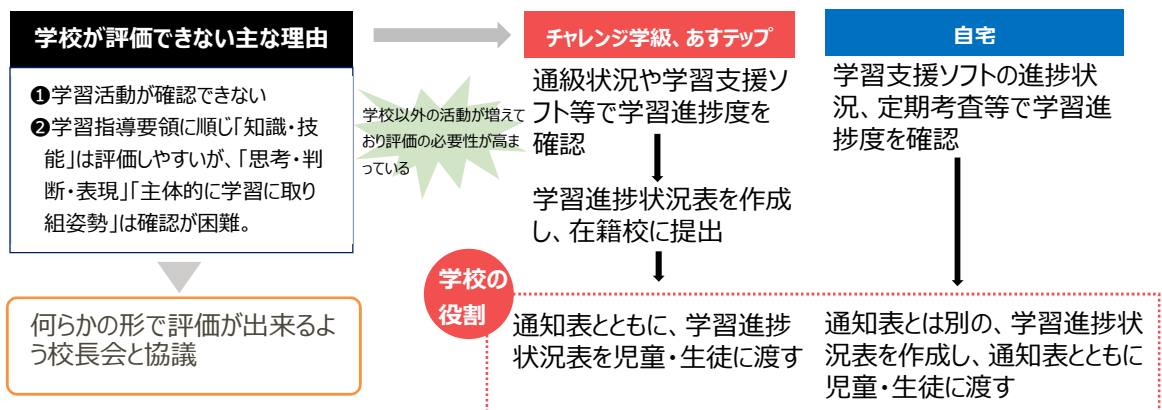 学校が評価できない主な理由
❶学習活動が確認できない
❷学習指導要領に順じ「知識・技
能」は評価しやすいが、「思考・判
断・表現」「主体的に学習に取り
組姿勢」は確認が困難。
何らかの形で評価が出来るよ
う校長会と協議
学校以外の活動が増えて
おり評価の必要性が高ま
っている
チャレンジ学級、あすテップ
通級状況や学習支援ソ
フト等で学習進捗度を
確認
学習進捗状況表を作成
し、在籍校に提出
自宅
学習支援ソフトの進捗状
況、定期考査等で学習進
捗度を確認
学校の
役割
通知表とともに、学習進捗
状況表を児童・生徒に渡す
通知表とは別の、学習進捗状
況表を作成し、通知表とともに
児童・生徒に渡す